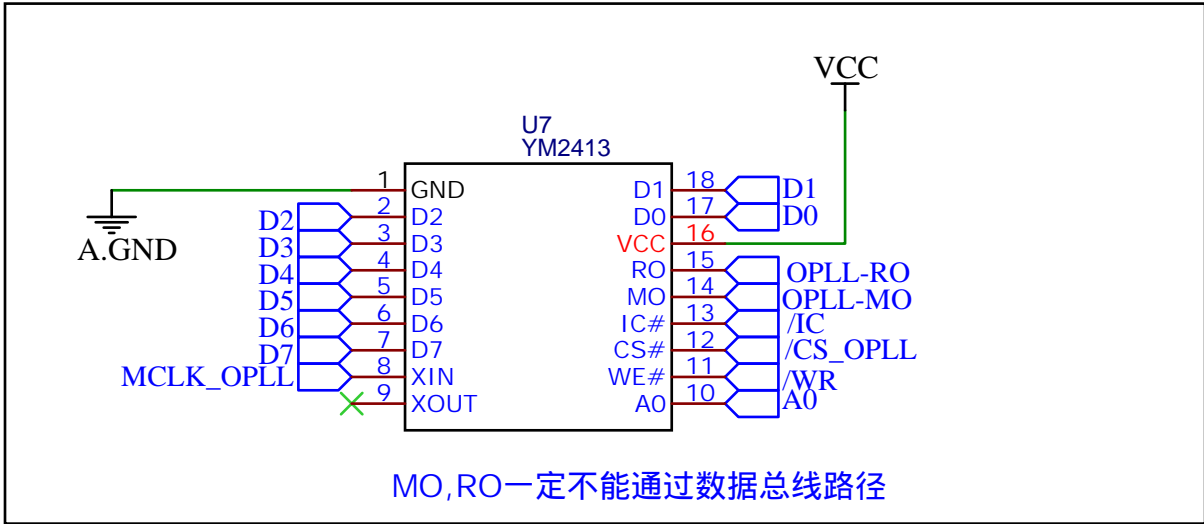 VCC
U7
YM2413
1 GND
D2 2 D2
D3 3 D3
D4 4 D4
D5 5 D5
D6 6 D6
D7 7 D7
MCLK_OPLL 8 XIN
9 XOUT
A.GND
D1 18 D1
D0 17 D0
VCC 16
RO 15 OPLL-RO
MO 14 OPLL-MO
IC# 13 /IC
CS# 12 /CS_OPLL
WE# 11 /WR
A0 10 A0
MO,RO一定不能通过数据总线路径